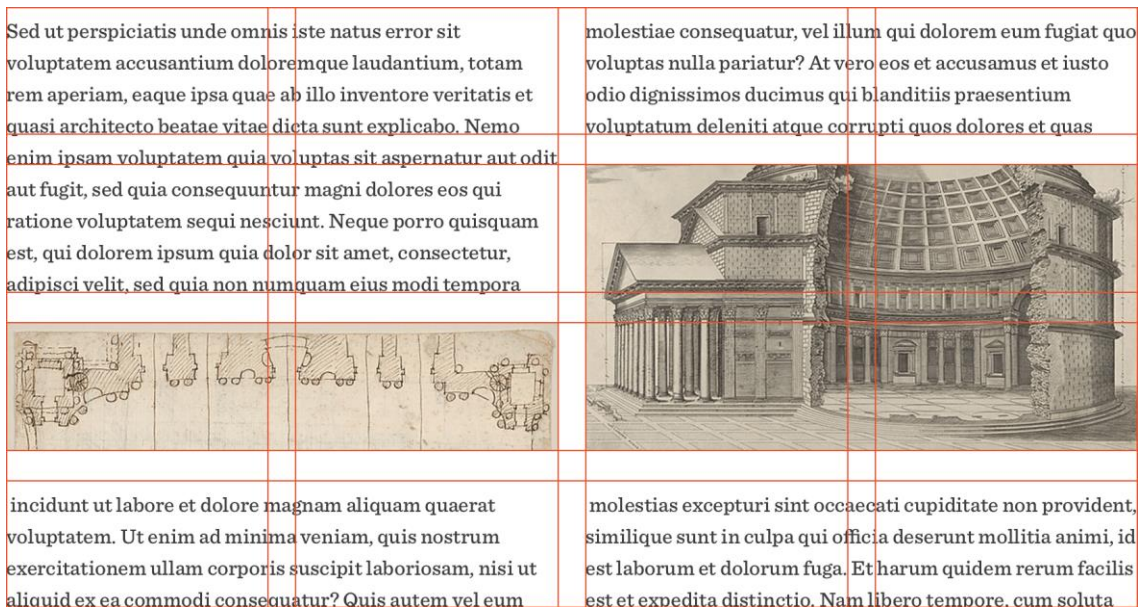 Sed ut perspiciatis unde omnis iste natus error sit
voluptatem accusantium doloremque laudantium, totam
rem aperiam, eaque ipsa quae ab illo inventore veritatis et
quasi architecto beatae vitae dicta sunt explicabo. Nemo
enim ipsam voluptatem quia voluptas sit aspernatur aut odit
aut fugit, sed quia consequuntur magni dolores eos qui
ratione voluptatem sequi nesciunt. Neque porro quisquam
est, qui dolorem ipsum quia dolor sit amet, consectetur,
adipisci velit, sed quia non numquam eius modi tempora
incidunt ut labore et dolore magnam aliquam quaerat
voluptatem. Ut enim ad minima veniam, quis nostrum
exercitationem ullam corporis suscipit laboriosam, nisi ut
aliquid ex ea commodi consequatur? Quis autem vel eum
molestiae consequatur, vel illum qui dolorem eum fugiat quo
voluptas nulla pariatur? At vero eos et accusamus et iusto
odio dignissimos ducimus qui blanditiis praesentium
voluptatum deleniti atque corrupti quos dolores et quas
molestias excepturi sint occaecati cupiditate non provident,
similique sunt in culpa qui officia deserunt mollitia animi, id
est laborum et dolorum fuga. Et harum quidem rerum facilis
est et expedita distinctio. Nam libero tempore, cum soluta